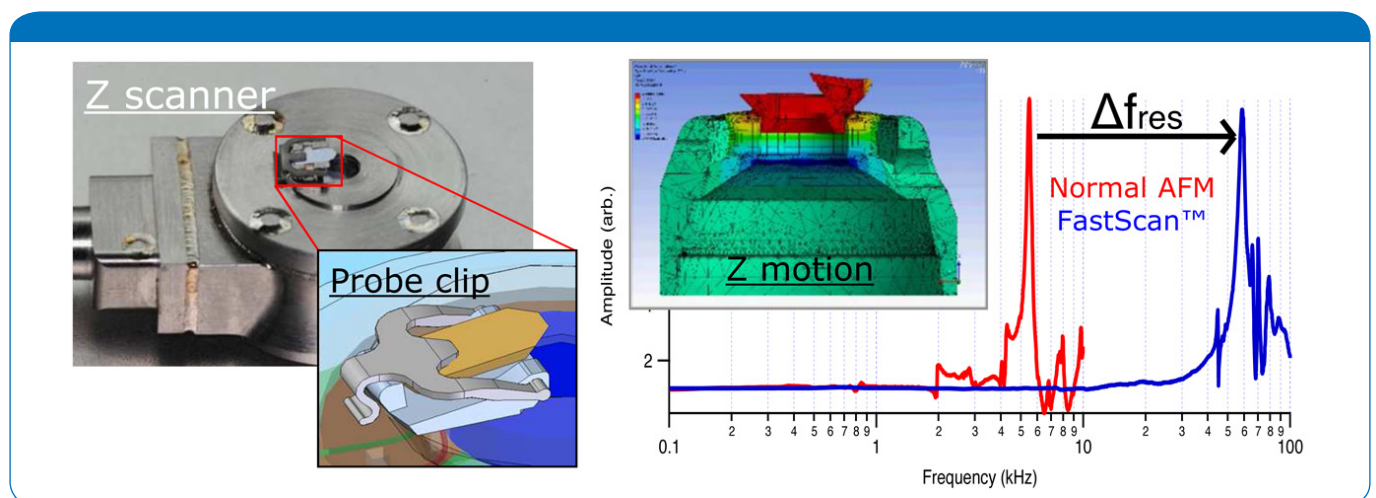 Z scanner
Probe clip
Z motion
Δfres
Normal AFM
FastScan™
Amplitude (arb.)
2
0.1 2 3 4 5 6 7 8 9 1 2 3 4 5 6 7 8 9 10 2 3 4 5 6 7 8 9 100
Frequency (kHz)